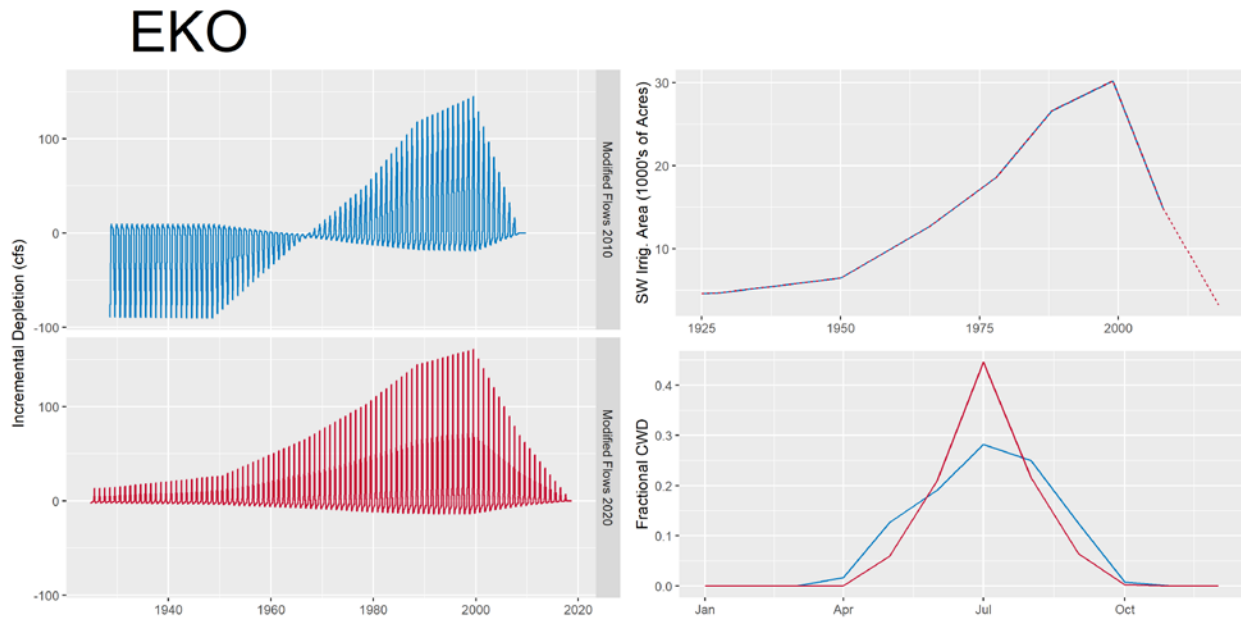 EKO
Incremental Depletion (cfs)
100
0
-100
Modified Flows 2010
100
0
-100
Modified Flows 2020
1940 1960 1980 2000 2020
SW Irrig. Area (1000's of Acres)
30
20
10
1925 1950 1975 2000
Fractional CWD
0.4
0.3
0.2
0.1
0.0
Jan Apr Jul Oct